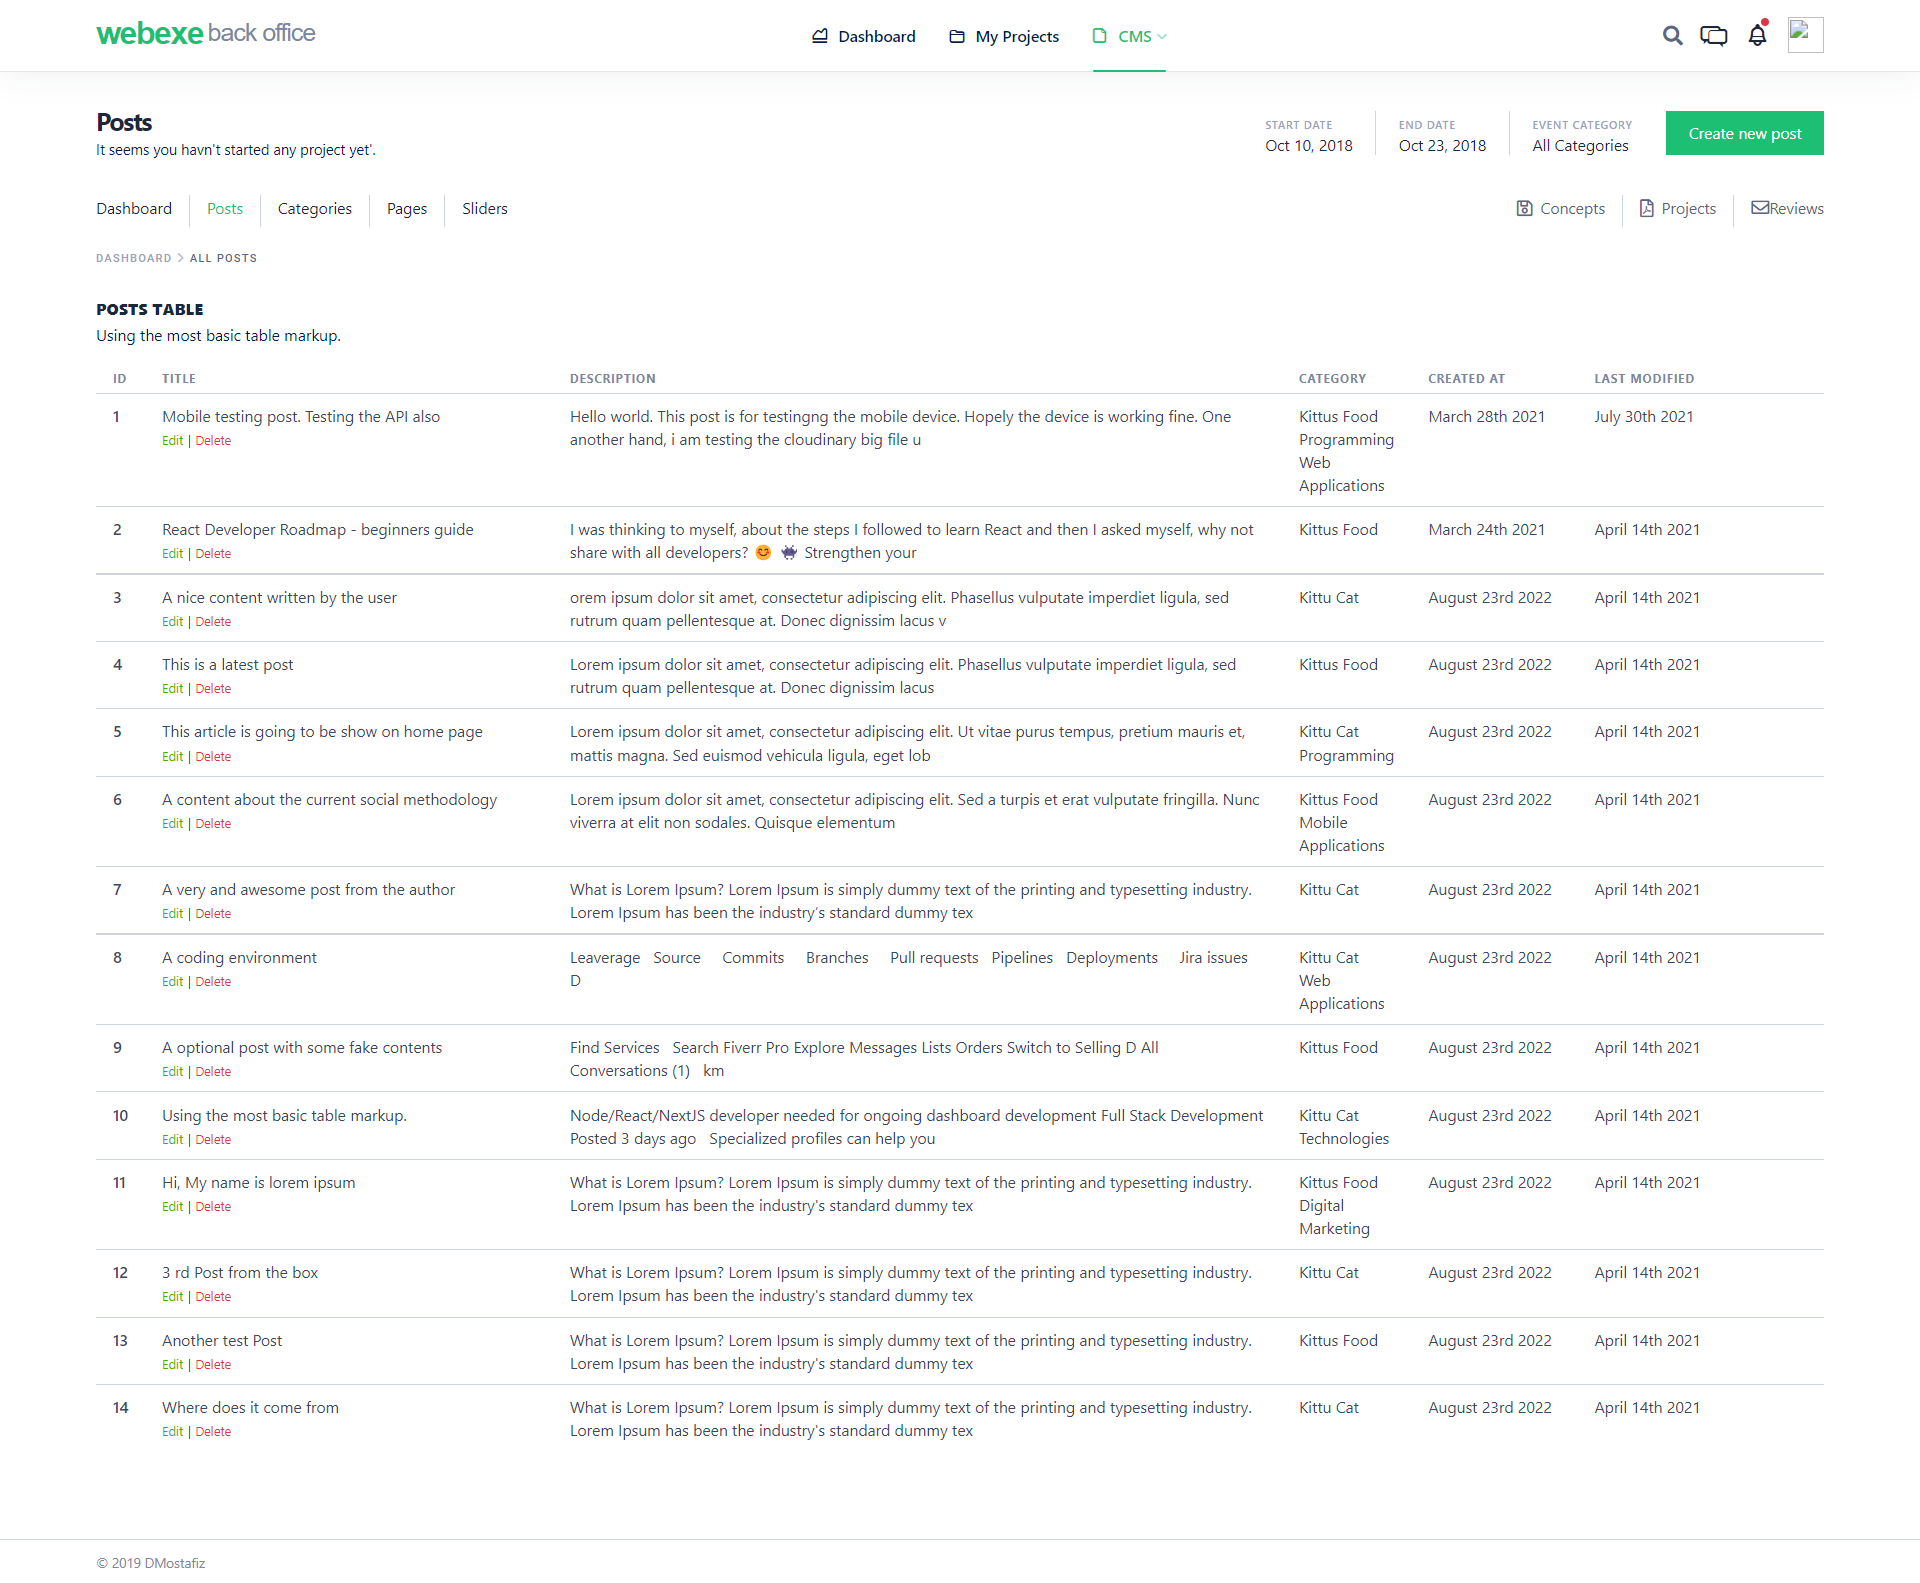 webexe back office
Dashboard
My Projects
CMS
Posts
It seems you havn't started any project yet'.
START DATE
Oct 10, 2018
END DATE
Oct 23, 2018
EVENT CATEGORY
All Categories
Create new post
Dashboard
Posts
Categories
Pages
Sliders
Concepts
Projects
Reviews
DASHBOARD > ALL POSTS
POSTS TABLE
Using the most basic table markup.
ID TITLE DESCRIPTION CATEGORY CREATED AT LAST MODIFIED
1
Mobile testing post. Testing the API also
Edit | Delete
Hello world. This post is for testingng the mobile device. Hopely the device is working fine. One
another hand, i am testing the cloudinary big file u
Kittus Food
Programming
Web
Applications
March 28th 2021
July 30th 2021
2
React Developer Roadmap - beginners guide
Edit | Delete
I was thinking to myself, about the steps I followed to learn React and then I asked myself, why not
share with all developers? 😊 👾 Strengthen your
Kittus Food
March 24th 2021
April 14th 2021
3
A nice content written by the user
Edit | Delete
orem ipsum dolor sit amet, consectetur adipiscing elit. Phasellus vulputate imperdiet ligula, sed
rutrum quam pellentesque at. Donec dignissim lacus v
Kittu Cat
August 23rd 2022
April 14th 2021
4
This is a latest post
Edit | Delete
Lorem ipsum dolor sit amet, consectetur adipiscing elit. Phasellus vulputate imperdiet ligula, sed
rutrum quam pellentesque at. Donec dignissim lacus
Kittus Food
August 23rd 2022
April 14th 2021
5
This article is going to be show on home page
Edit | Delete
Lorem ipsum dolor sit amet, consectetur adipiscing elit. Ut vitae purus tempus, pretium mauris et,
mattis magna. Sed euismod vehicula ligula, eget lob
Kittu Cat
Programming
August 23rd 2022
April 14th 2021
6
A content about the current social methodology
Edit | Delete
Lorem ipsum dolor sit amet, consectetur adipiscing elit. Sed a turpis et erat vulputate fringilla. Nunc
viverra at elit non sodales. Quisque elementum
Kittus Food
Mobile
Applications
August 23rd 2022
April 14th 2021
7
A very and awesome post from the author
Edit | Delete
What is Lorem Ipsum? Lorem Ipsum is simply dummy text of the printing and typesetting industry.
Lorem Ipsum has been the industry’s standard dummy tex
Kittu Cat
August 23rd 2022
April 14th 2021
8
A coding environment
Edit | Delete
Leaverage Source Commits Branches Pull requests Pipelines Deployments Jira issues
D
Kittu Cat
Web
Applications
August 23rd 2022
April 14th 2021
9
A optional post with some fake contents
Edit | Delete
Find Services Search Fiverr Pro Explore Messages Lists Orders Switch to Selling D All
Conversations (1) km
Kittus Food
August 23rd 2022
April 14th 2021
10
Using the most basic table markup.
Edit | Delete
Node/React/NextJS developer needed for ongoing dashboard development Full Stack Development
Posted 3 days ago Specialized profiles can help you
Kittu Cat
Technologies
August 23rd 2022
April 14th 2021
11
Hi, My name is lorem ipsum
Edit | Delete
What is Lorem Ipsum? Lorem Ipsum is simply dummy text of the printing and typesetting industry.
Lorem Ipsum has been the industry's standard dummy tex
Kittus Food
Digital
Marketing
August 23rd 2022
April 14th 2021
12
3 rd Post from the box
Edit | Delete
What is Lorem Ipsum? Lorem Ipsum is simply dummy text of the printing and typesetting industry.
Lorem Ipsum has been the industry's standard dummy tex
Kittu Cat
August 23rd 2022
April 14th 2021
13
Another test Post
Edit | Delete
What is Lorem Ipsum? Lorem Ipsum is simply dummy text of the printing and typesetting industry.
Lorem Ipsum has been the industry's standard dummy tex
Kittus Food
August 23rd 2022
April 14th 2021
14
Where does it come from
Edit | Delete
What is Lorem Ipsum? Lorem Ipsum is simply dummy text of the printing and typesetting industry.
Lorem Ipsum has been the industry's standard dummy tex
Kittu Cat
August 23rd 2022
April 14th 2021
© 2019 DMostafiz